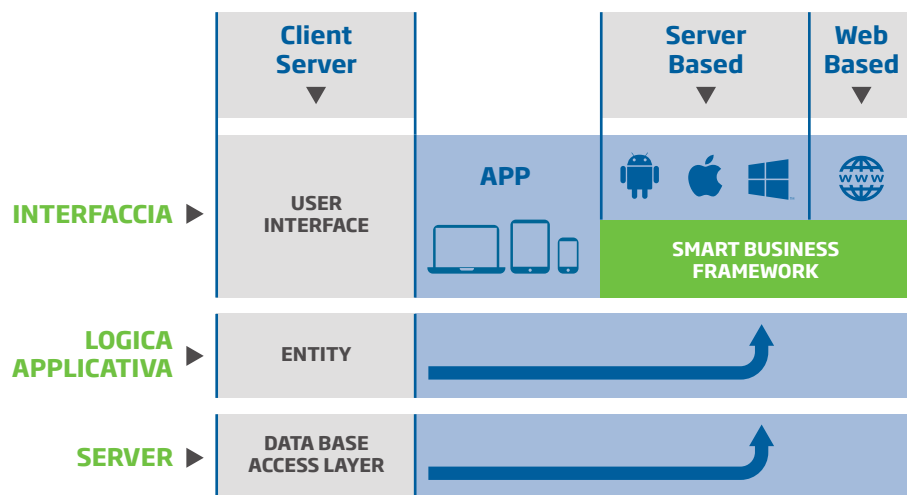 Client
Server
Server
Based
Web
Based
INTERFACCIA
USER
INTERFACE
APP
WWW
SMART BUSINESS
FRAMEWORK
LOGICA
APPLICATIVA
ENTITY
SERVER
DATA BASE
ACCESS LAYER